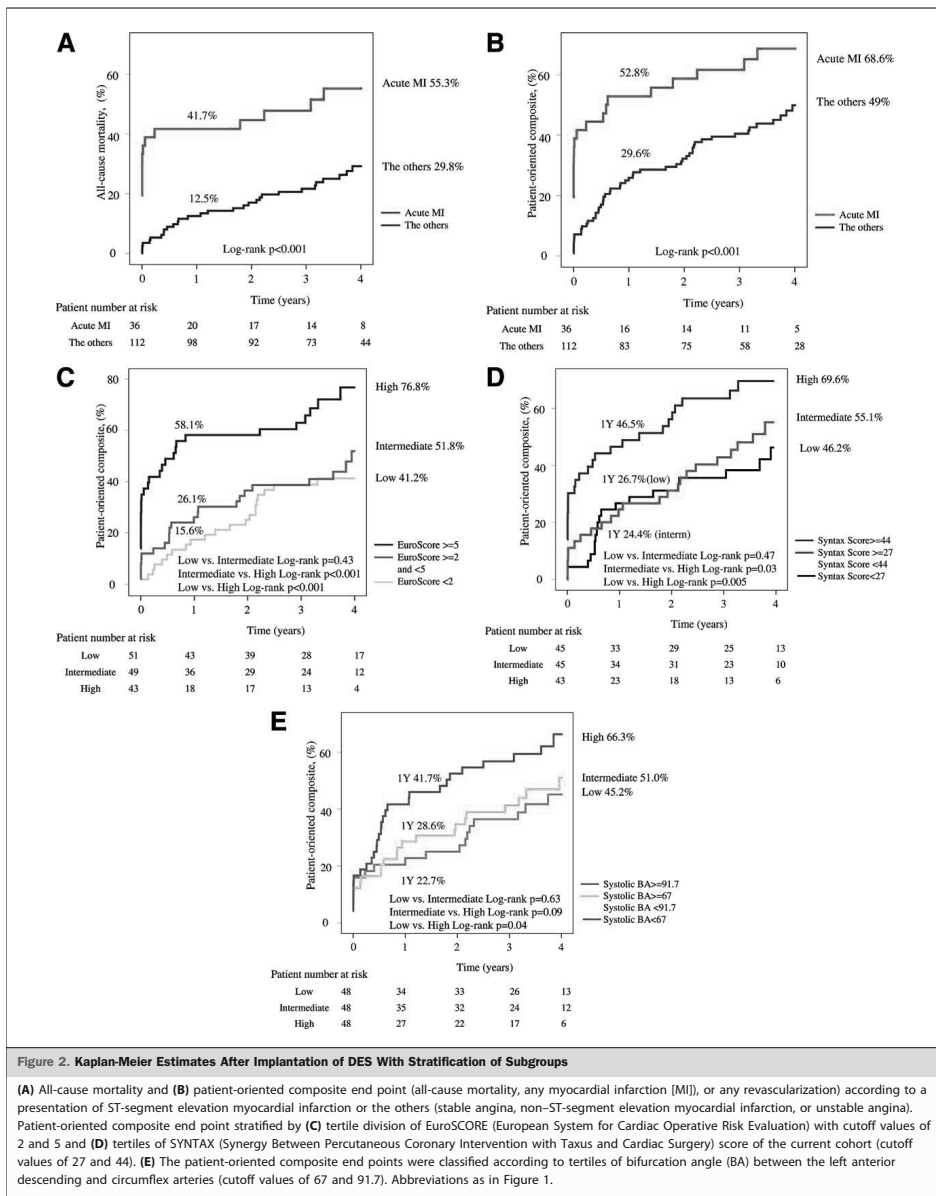 A
All-cause mortality, (%)
60
40
20
0
41.7%
12.5%
Acute MI 55.3%
The others 29.8%
Acute MI
The others
Log-rank p<0.001
0 1 2 3 4
Time (years)
Patient number at risk
Acute MI 36 20 17 14 8
The others 112 98 92 73 44
B
Patient-oriented composite, (%)
60
40
20
0
52.8%
29.6%
Acute MI 68.6%
The others 49%
Acute MI
The others
Log-rank p<0.001
0 1 2 3 4
Time (years)
Patient number at risk
Acute MI 36 16 14 11 5
The others 112 83 75 58 28
C
Patient-oriented composite, (%)
80
60
40
20
0
58.1%
26.1%
15.6%
High 76.8%
Intermediate 51.8%
Low 41.2%
EuroScore >=5
EuroScore >=2
and <5
EuroScore <2
Low vs. Intermediate Log-rank p=0.43
Intermediate vs. High Log-rank p<0.001
Low vs. High Log-rank p<0.001
0 1 2 3 4
Time (years)
Patient number at risk
Low 51 43 39 28 17
Intermediate 49 36 29 24 12
High 43 18 17 13 4
D
Patient-oriented composite, (%)
60
40
20
0
1Y 46.5%
1Y 26.7%(low)
1Y 24.4% (interm)
High 69.6%
Intermediate 55.1%
Low 46.2%
Syntax Score>=44
Syntax Score >=27
Syntax Score <44
Syntax Score<27
Low vs. Intermediate Log-rank p=0.47
Intermediate vs. High Log-rank p=0.03
Low vs. High Log-rank p=0.005
0 1 2 3 4
Time (years)
Patient number at risk
Low 45 33 29 25 13
Intermediate 45 34 31 23 10
High 43 23 18 13 6
E
Patient-oriented composite, (%)
60
40
20
0
1Y 41.7%
1Y 28.6%
1Y 22.7%
High 66.3%
Intermediate 51.0%
Low 45.2%
Systolic BA>=91.7
Systolic BA>=67
Systolic BA <91.7
Systolic BA<67
Low vs. Intermediate Log-rank p=0.63
Intermediate vs. High Log-rank p=0.09
Low vs. High Log-rank p=0.04
0 1 2 3 4
Time (years)
Patient number at risk
Low 48 34 33 26 13
Intermediate 48 35 32 24 12
High 48 27 22 17 6
Figure 2. Kaplan-Meier Estimates After Implantation of DES With Stratification of Subgroups
(A) All-cause mortality and (B) patient-oriented composite end point (all-cause mortality, any myocardial infarction [MI]), or any revascularization) according to a
presentation of ST-segment elevation myocardial infarction or the others (stable angina, non–ST-segment elevation myocardial infarction, or unstable angina).
Patient-oriented composite end point stratified by (C) tertile division of EuroSCORE (European System for Cardiac Operative Risk Evaluation) with cutoff values of
2 and 5 and (D) tertiles of SYNTAX (Synergy Between Percutaneous Coronary Intervention with Taxus and Cardiac Surgery) score of the current cohort (cutoff
values of 27 and 44). (E) The patient-oriented composite end points were classified according to tertiles of bifurcation angle (BA) between the left anterior
descending and circumflex arteries (cutoff values of 67 and 91.7). Abbreviations as in Figure 1.